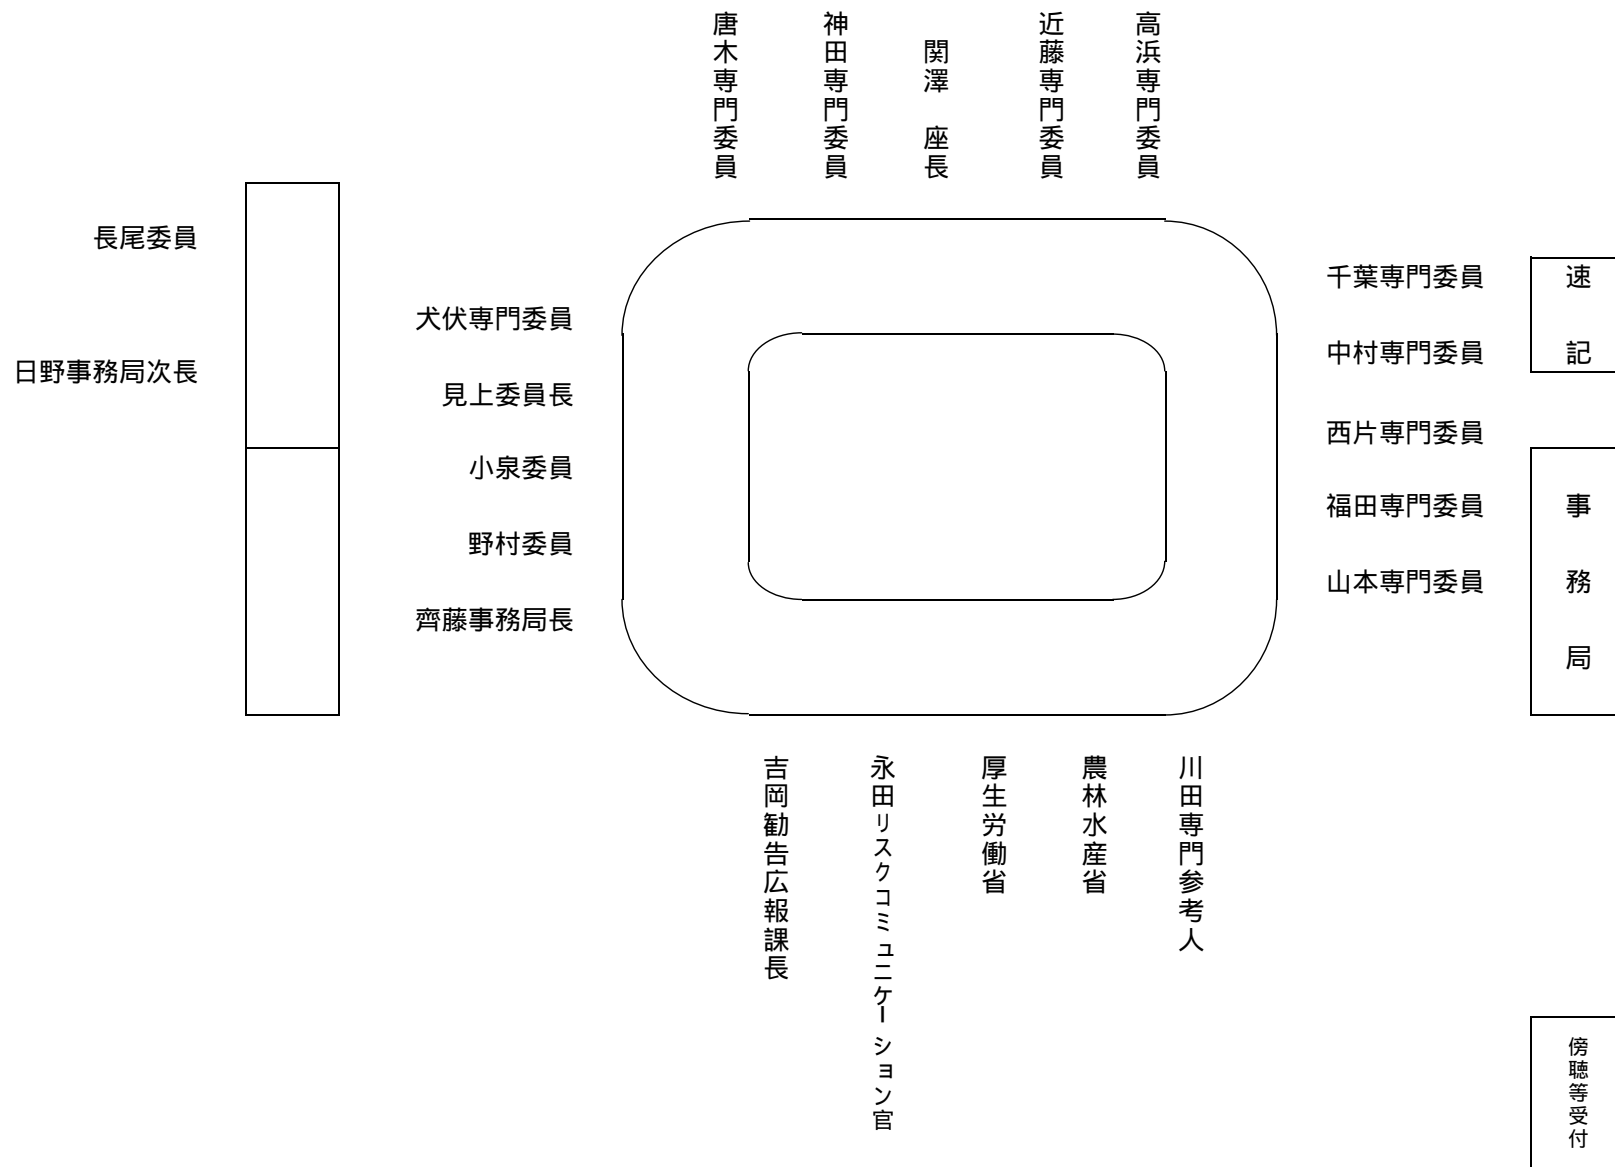 唐木専門委員
神田専門委員
関澤　座長
近藤専門委員
高浜専門委員
長尾委員
日野事務局次長
犬伏専門委員
見上委員長
小泉委員
野村委員
齊藤事務局長
千葉専門委員
中村専門委員
西片専門委員
福田専門委員
山本専門委員
速記
事務局
吉岡勧告広報課長
永田リスクコミュニケーション官
厚生労働省
農林水産省
川田専門参考人
傍聴等受付